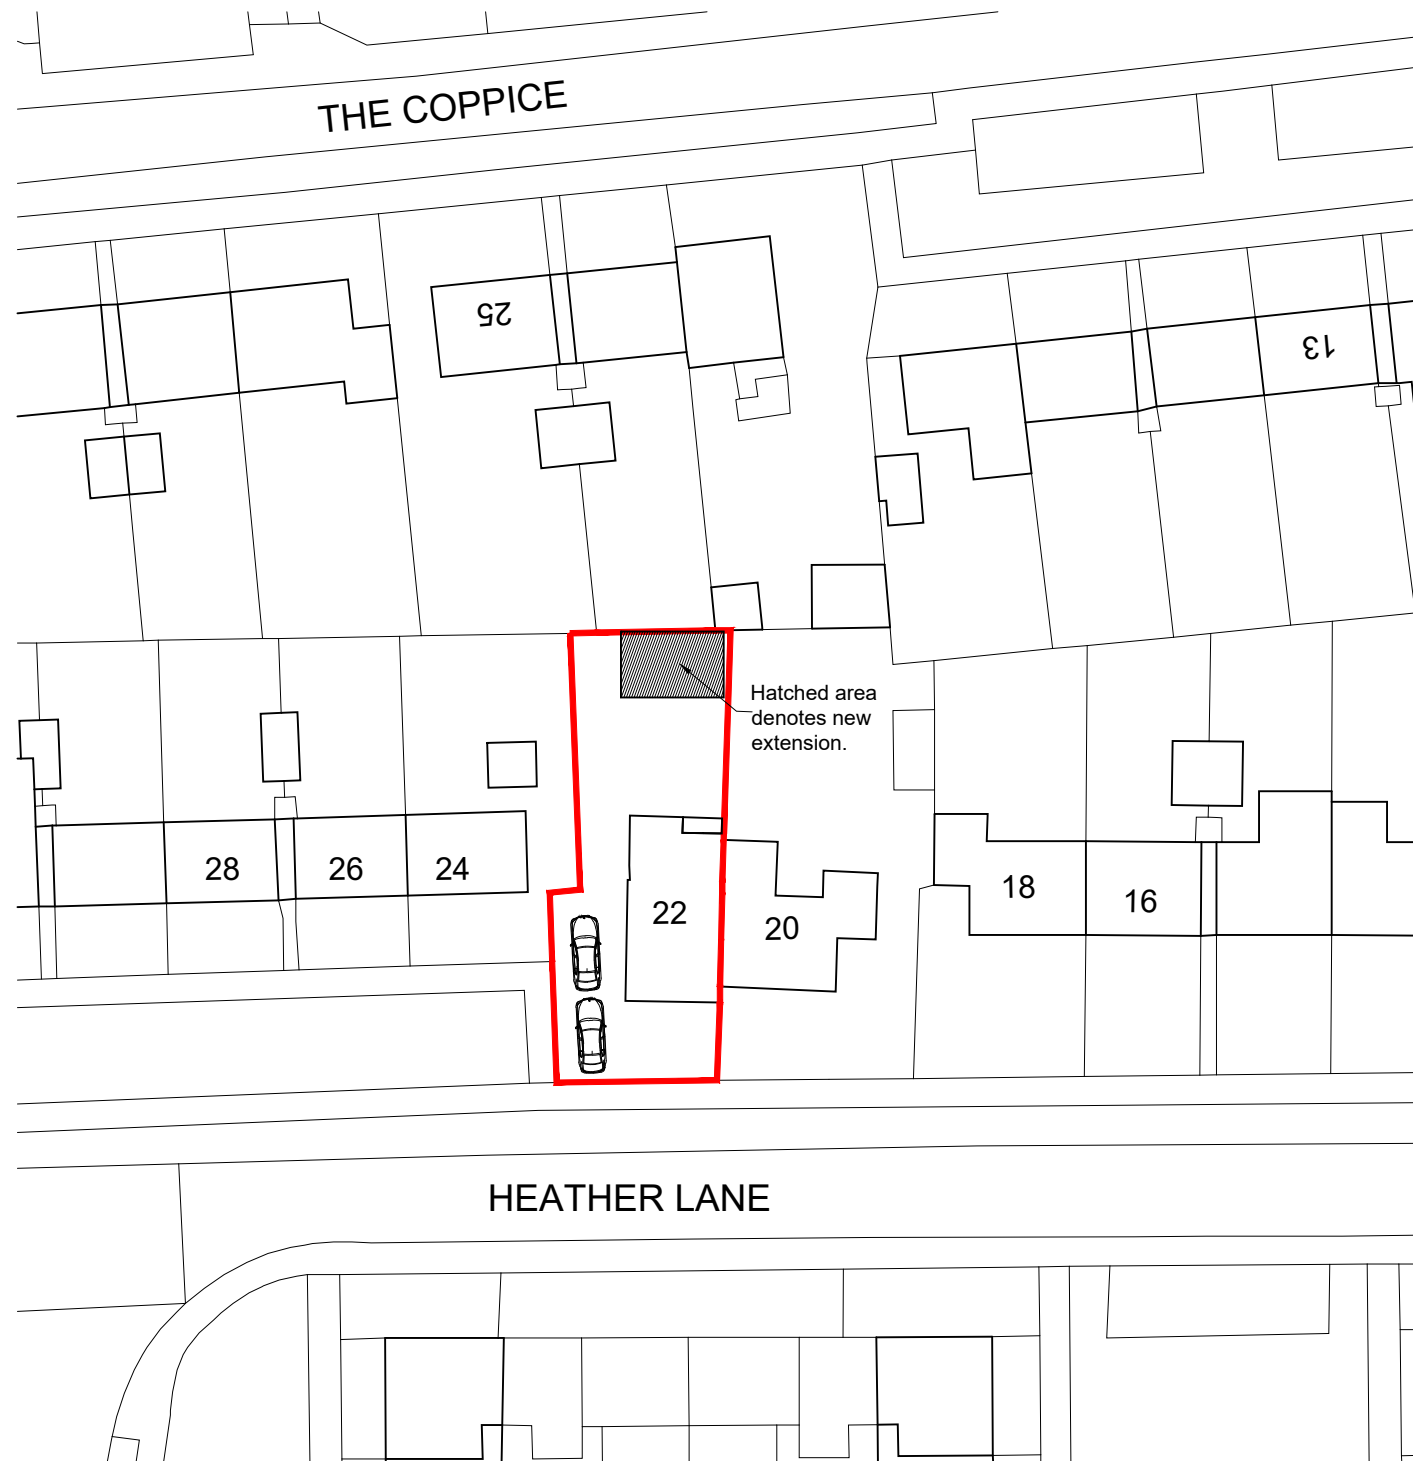 THE COPPICE
25
13
Hatched area
denotes new
extension.
28
26
24
22
20
18
16
HEATHER LANE